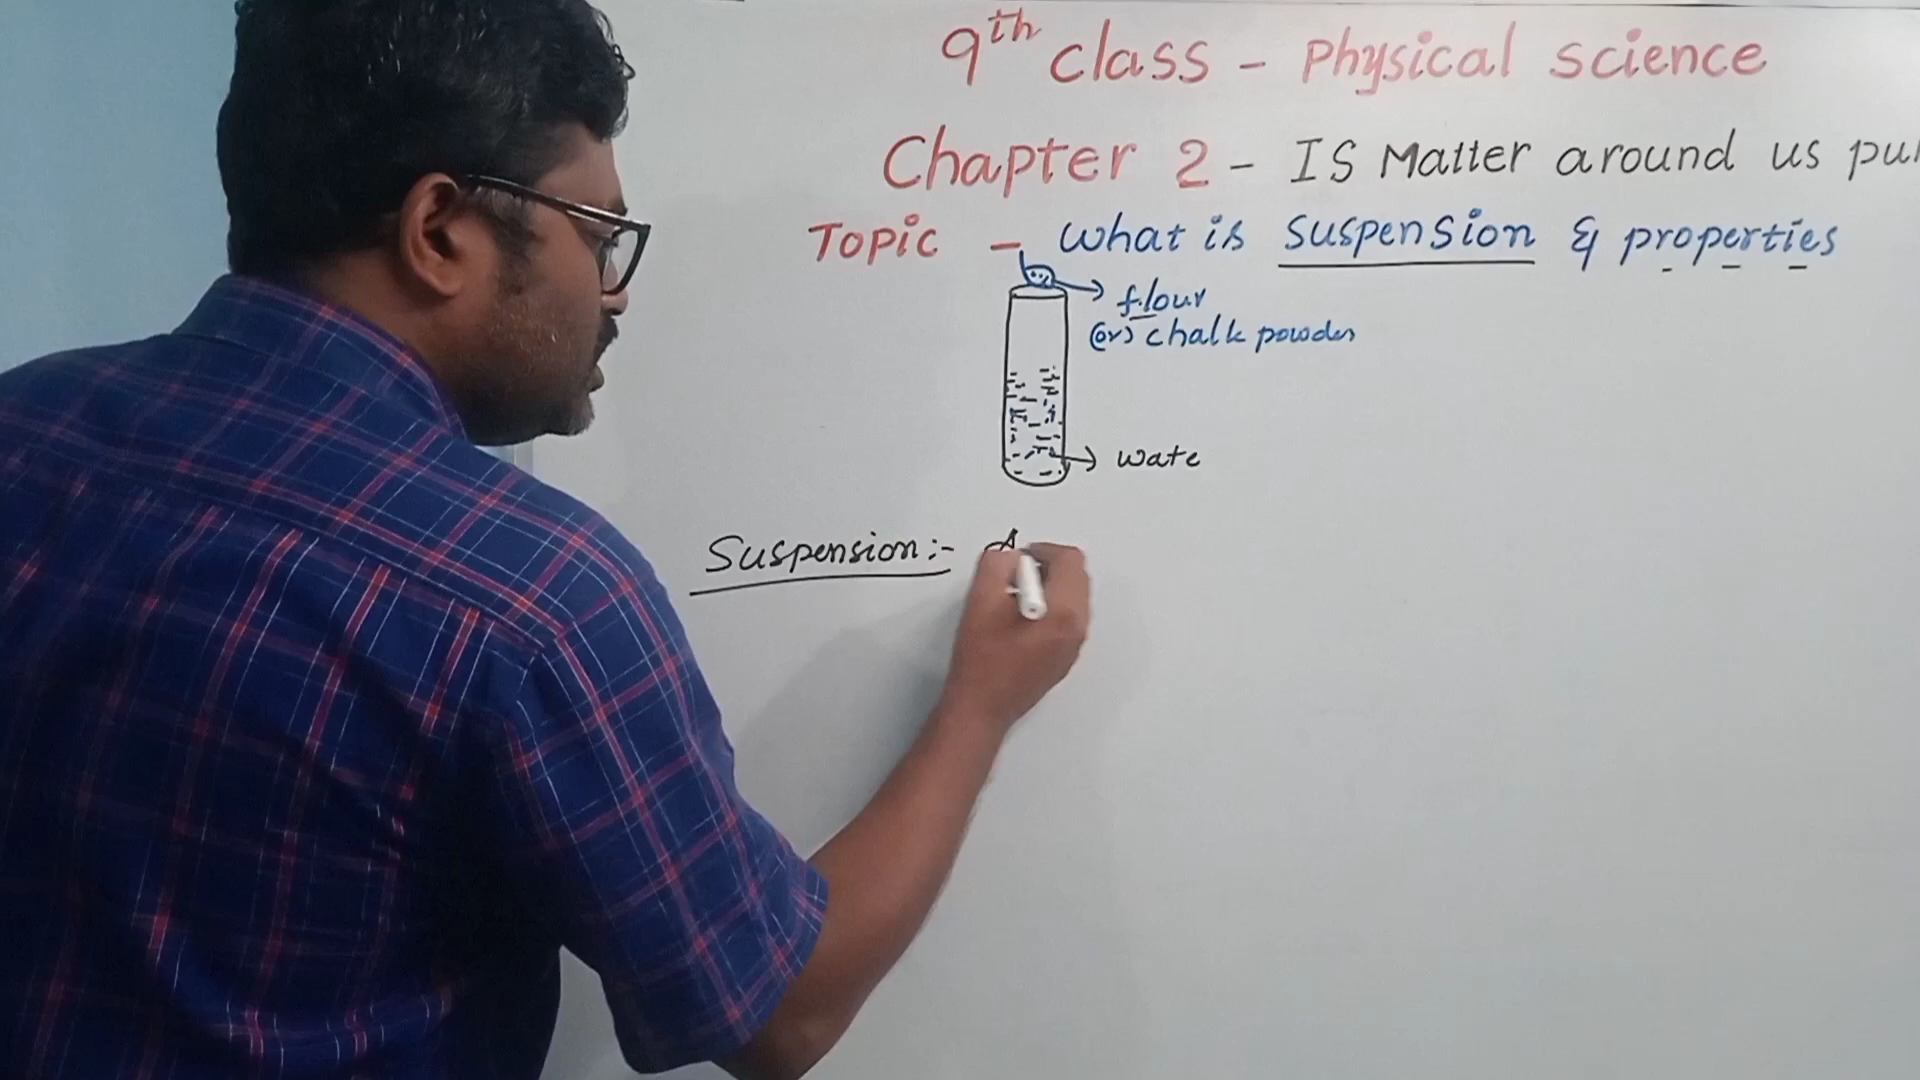 9th class - Physical science
Chapter 2 - IS Matter around us
Topic - What is suspension & properties
flour
(or) chalk powder
wate
Suspension:- A